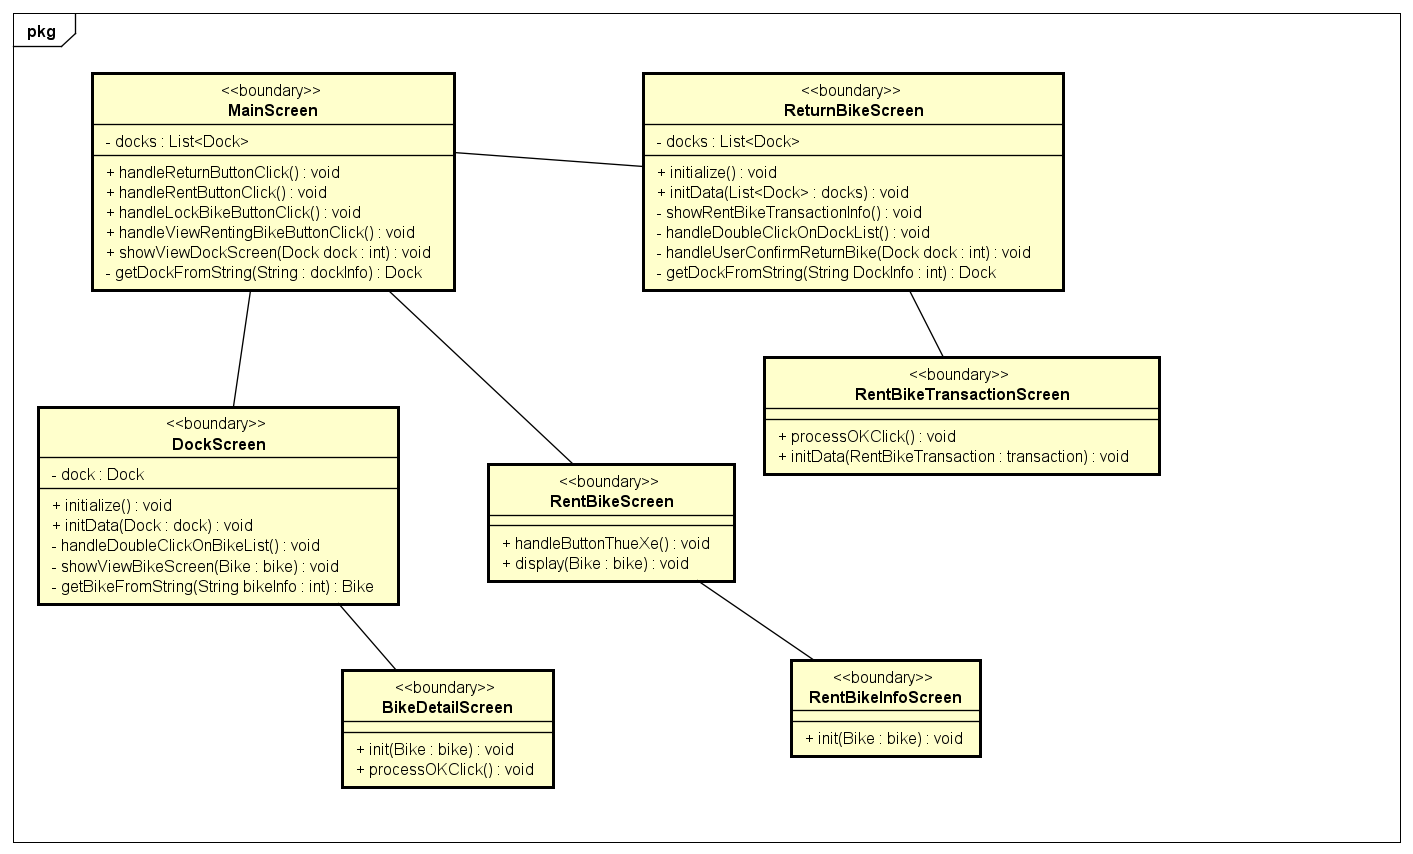 pkg
<<boundary>>
MainScreen
- docks : List<Dock>
+ handleReturnButtonClick() : void
+ handleRentButtonClick() : void
+ handleLockBikeButtonClick() : void
+ handleViewRentingBikeButtonClick() : void
+ showViewDockScreen(Dock dock : int) : void
- getDockFromString(String : dockInfo) : Dock
<<boundary>>
ReturnBikeScreen
- docks : List<Dock>
+ initialize() : void
+ initData(List<Dock> : docks) : void
- showRentBikeTransactionInfo() : void
- handleDoubleClickOnDockList() : void
- handleUserConfirmReturnBike(Dock dock : int) : void
- getDockFromString(String DockInfo : int) : Dock
<<boundary>>
RentBikeTransactionScreen
+ processOKClick() : void
+ initData(RentBikeTransaction : transaction) : void
<<boundary>>
DockScreen
- dock : Dock
+ initialize() : void
+ initData(Dock : dock) : void
- handleDoubleClickOnBikeList() : void
- showViewBikeScreen(Bike : bike) : void
- getBikeFromString(String bikeInfo : int) : Bike
<<boundary>>
RentBikeScreen
+ handleButtonThueXe() : void
+ display(Bike : bike) : void
<<boundary>>
BikeDetailScreen
+ init(Bike : bike) : void
+ processOKClick() : void
<<boundary>>
RentBikeInfoScreen
+ init(Bike : bike) : void